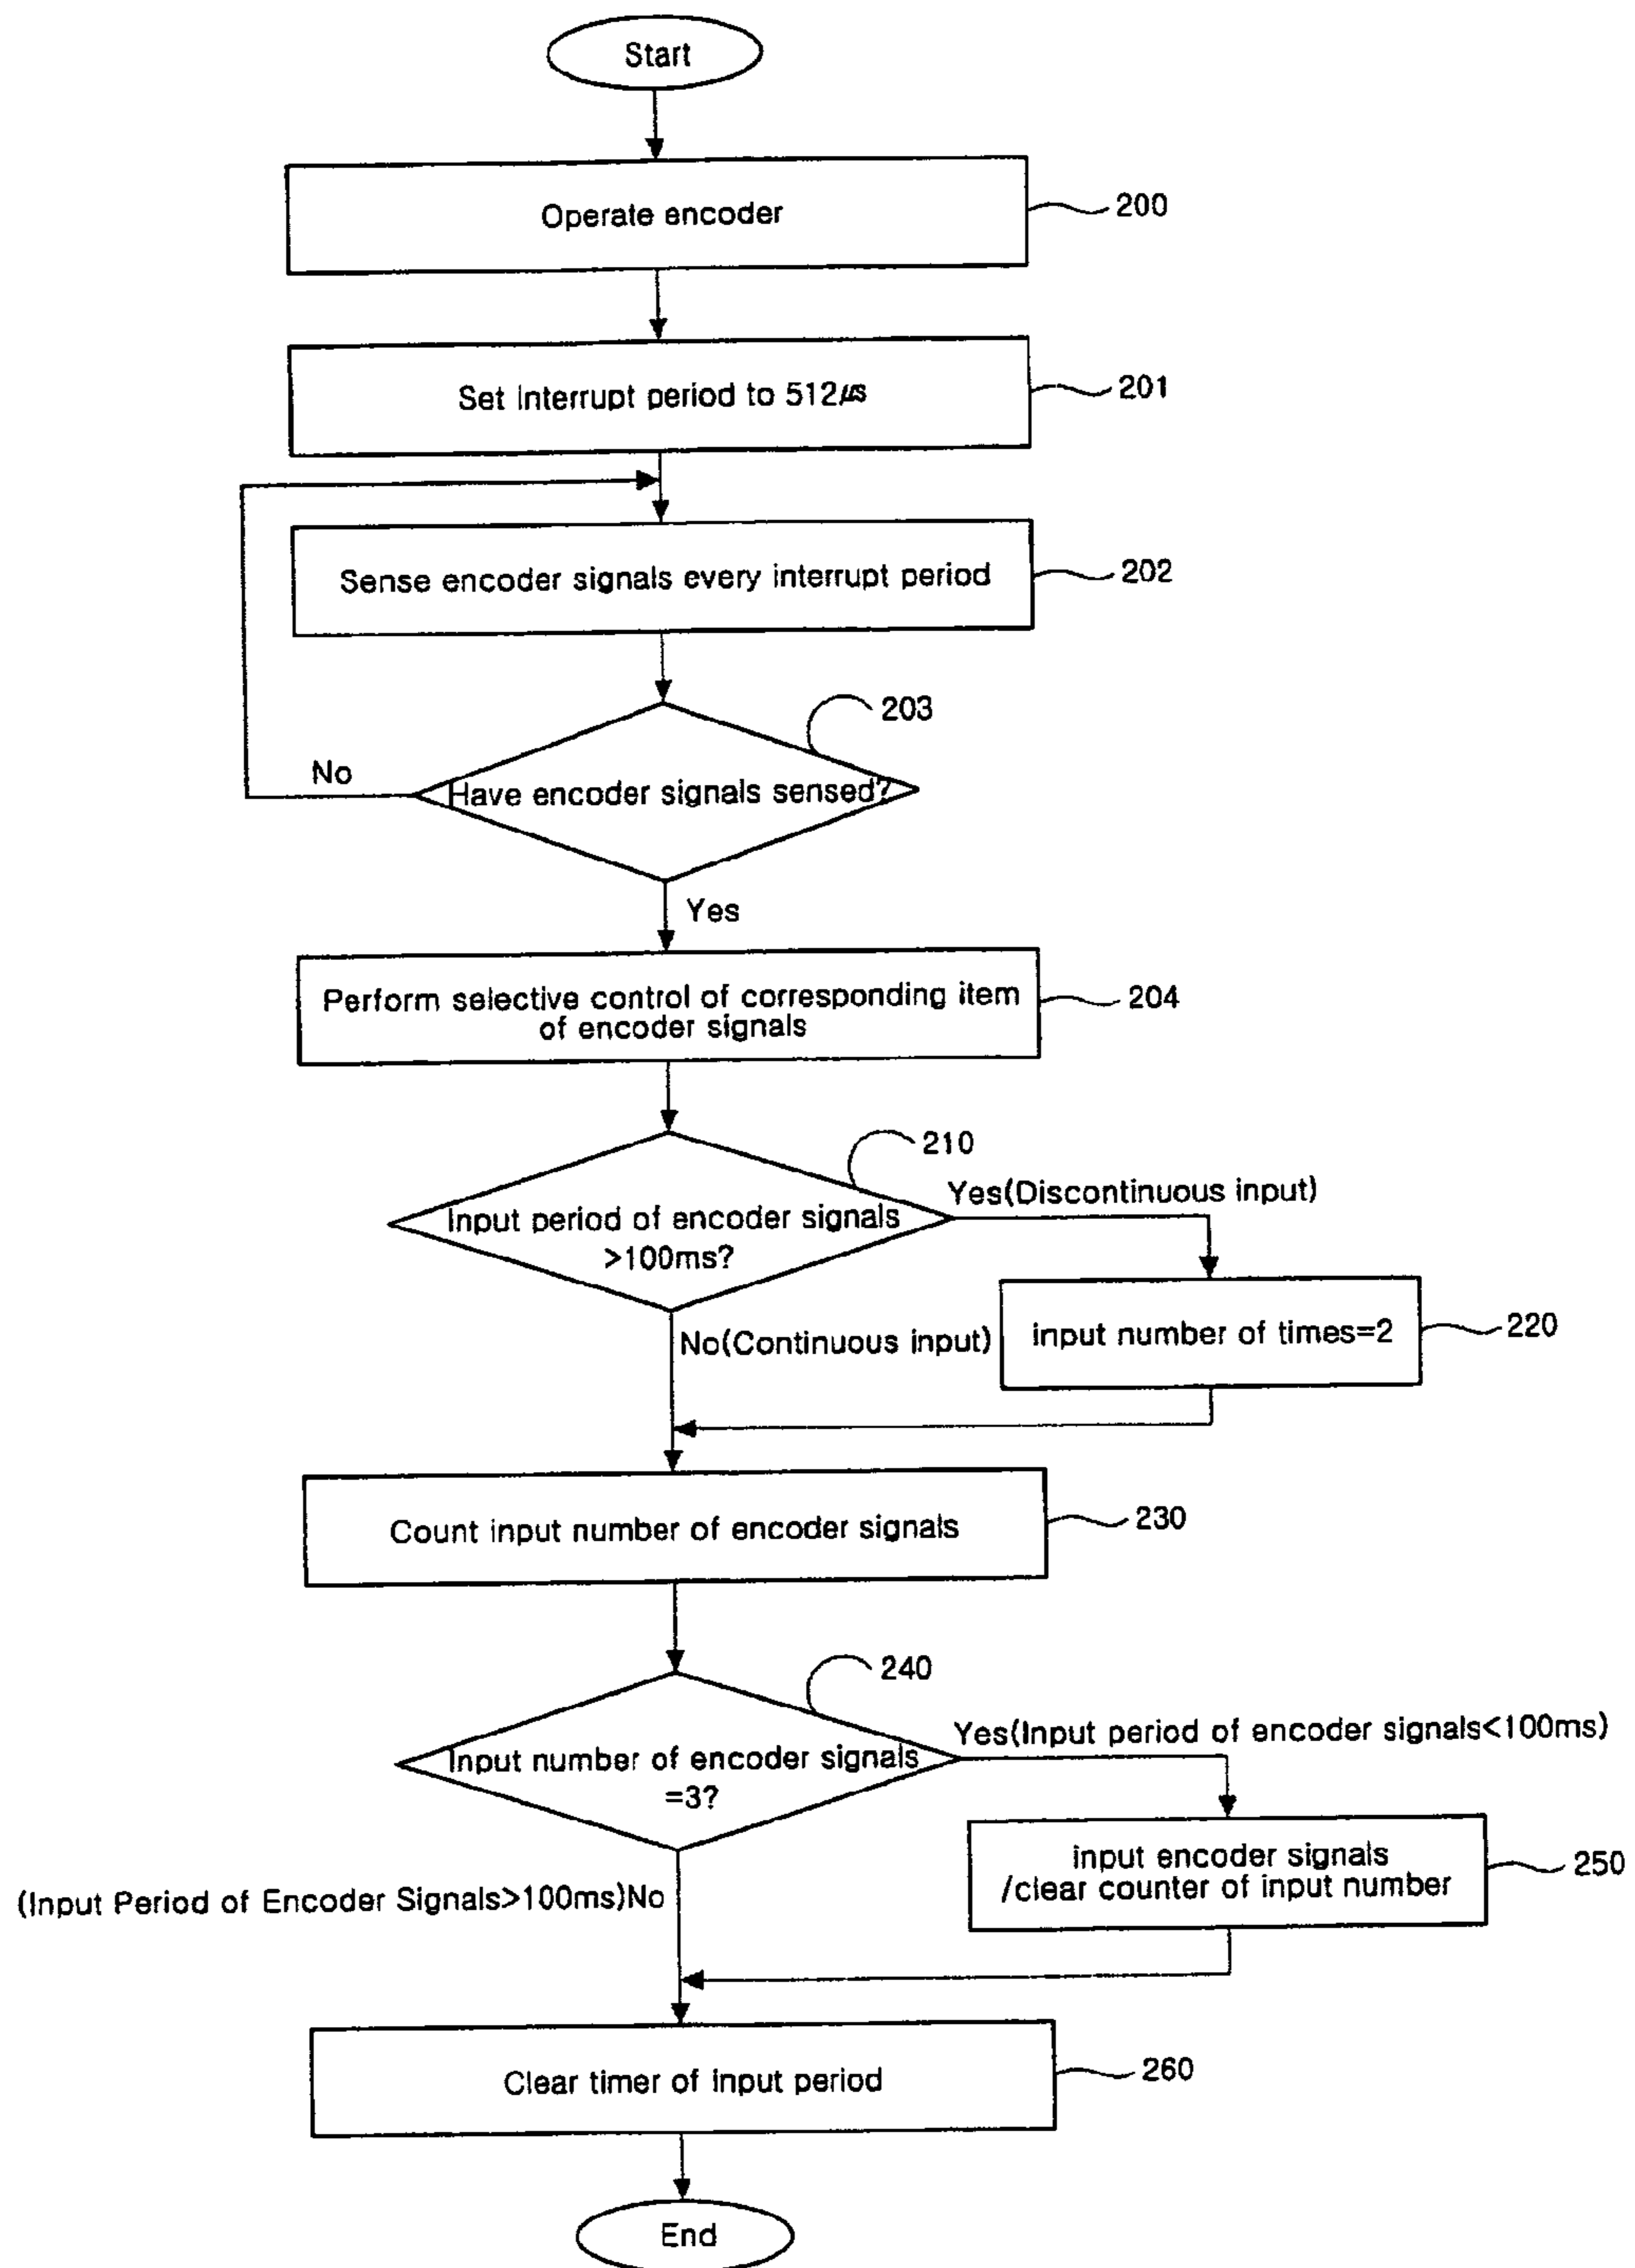 Start
Operate encoder
200
Set interrupt period to 512㎲
201
Sense encoder signals every interrupt period
202
203
No
Have encoder signals sensed?
Yes
Perform selective control of corresponding item
of encoder signals
204
210
Yes(Discontinuous input)
Input period of encoder signals
>100ms?
No(Continuous input)
input number of times=2
220
Count input number of encoder signals
230
240
Yes(Input period of encoder signals<100ms)
Input number of encoder signals
=3?
input encoder signals
/clear counter of input number
250
(Input Period of Encoder Signals>100ms)No
Clear timer of input period
260
End